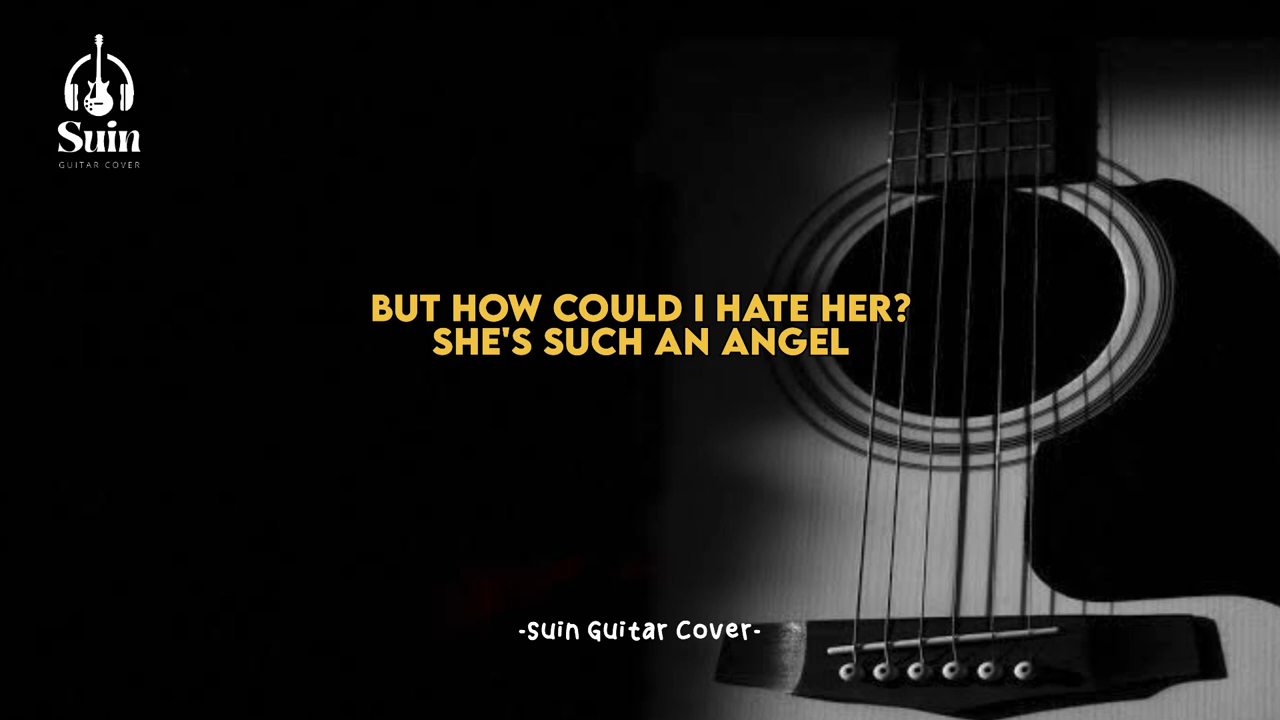 Suin
GUITAR COVER
BUT HOW COULD I HATE HER?
SHE'S SUCH AN ANGEL
-Suin Guitar Cover-